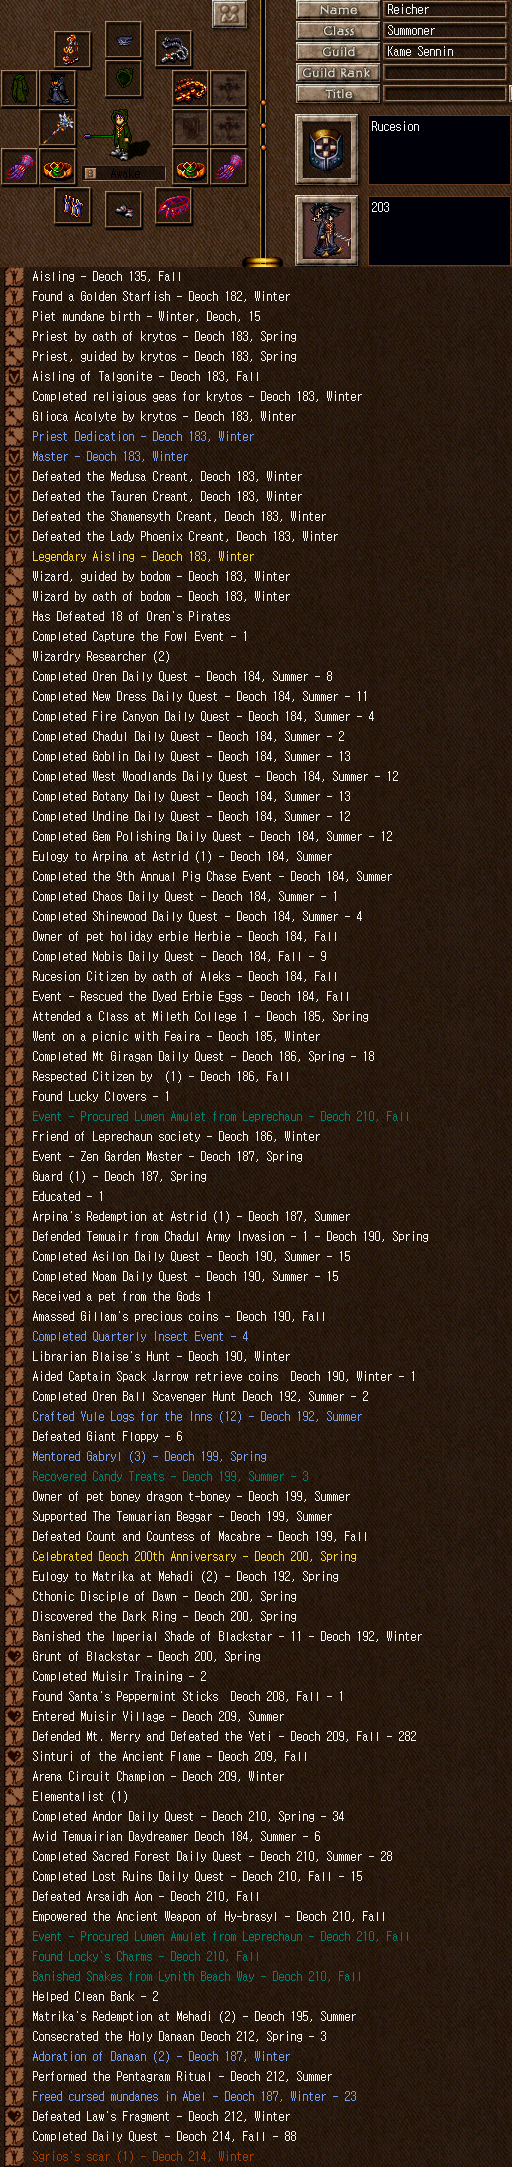 Name Reicher
Class Summoner
Guild Kame Sennin
Guild Rank
Title
Rucesion
Awake
203
Aisling - Deoch 135, Fall
Found a Golden Starfish - Deoch 182, Winter
Piet mundane birth - Winter, Deoch, 15
Priest by oath of krytos - Deoch 183, Spring
Priest, guided by krytos - Deoch 183, Spring
Aisling of Talgonite - Deoch 183, Fall
Completed religious geas for krytos - Deoch 183, Winter
Glioca Acolyte by krytos - Deoch 183, Winter
Priest Dedication - Deoch 183, Winter
Master - Deoch 183, Winter
Defeated the Medusa Creant, Deoch 183, Winter
Defeated the Tauren Creant, Deoch 183, Winter
Defeated the Shamensyth Creant, Deoch 183, Winter
Defeated the Lady Phoenix Creant, Deoch 183, Winter
Legendary Aisling - Deoch 183, Winter
Wizard, guided by bodom - Deoch 183, Winter
Wizard by oath of bodom - Deoch 183, Winter
Has Defeated 18 of Oren's Pirates
Completed Capture the Fowl Event - 1
Wizardry Researcher (2)
Completed Oren Daily Quest - Deoch 184, Summer - 8
Completed New Dress Daily Quest - Deoch 184, Summer - 11
Completed Fire Canyon Daily Quest - Deoch 184, Summer - 4
Completed Chadul Daily Quest - Deoch 184, Summer - 2
Completed Goblin Daily Quest - Deoch 184, Summer - 13
Completed West Woodlands Daily Quest - Deoch 184, Summer - 12
Completed Botany Daily Quest - Deoch 184, Summer - 13
Completed Undine Daily Quest - Deoch 184, Summer - 12
Completed Gem Polishing Daily Quest - Deoch 184, Summer - 12
Eulogy to Arpina at Astrid (1) - Deoch 184, Summer
Completed the 9th Annual Pig Chase Event - Deoch 184, Summer
Completed Chaos Daily Quest - Deoch 184, Summer - 1
Completed Shinewood Daily Quest - Deoch 184, Summer - 4
Owner of pet holiday erbie Herbie - Deoch 184, Fall
Completed Nobis Daily Quest - Deoch 184, Fall - 9
Rucesion Citizen by oath of Aleks - Deoch 184, Fall
Event - Rescued the Dyed Erbie Eggs - Deoch 184, Fall
Attended a Class at Mileth College 1 - Deoch 185, Spring
Went on a picnic with Feaira - Deoch 185, Winter
Completed Mt Giragan Daily Quest - Deoch 186, Spring - 18
Respected Citizen by  (1) - Deoch 186, Fall
Found Lucky Clovers - 1
Event - Procured Lumen Amulet from Leprechaun - Deoch 210, Fall
Friend of Leprechaun society - Deoch 186, Winter
Event - Zen Garden Master - Deoch 187, Spring
Guard (1) - Deoch 187, Spring
Educated - 1
Arpina's Redemption at Astrid (1) - Deoch 187, Summer
Defended Temuair from Chadul Army Invasion - 1 - Deoch 190, Spring
Completed Asilon Daily Quest - Deoch 190, Summer - 15
Completed Noam Daily Quest - Deoch 190, Summer - 15
Received a pet from the Gods 1
Amassed Gillam's precious coins - Deoch 190, Fall
Completed Quarterly Insect Event - 4
Librarian Blaise's Hunt - Deoch 190, Winter
Aided Captain Spack Jarrow retrieve coins  Deoch 190, Winter - 1
Completed Oren Ball Scavenger Hunt Deoch 192, Summer - 2
Crafted Yule Logs for the Inns (12) - Deoch 192, Summer
Defeated Giant Floppy - 6
Mentored Gabryl (3) - Deoch 199, Spring
Recovered Candy Treats - Deoch 199, Summer - 3
Owner of pet boney dragon t-boney - Deoch 199, Summer
Supported The Temuarian Beggar - Deoch 199, Summer
Defeated Count and Countess of Macabre - Deoch 199, Fall
Celebrated Deoch 200th Anniversary - Deoch 200, Spring
Eulogy to Matrika at Mehadi (2) - Deoch 192, Spring
Cthonic Disciple of Dawn - Deoch 200, Spring
Discovered the Dark Ring - Deoch 200, Spring
Banished the Imperial Shade of Blackstar - 11 - Deoch 192, Winter
Grunt of Blackstar - Deoch 200, Spring
Completed Muisir Training - 2
Found Santa's Peppermint Sticks  Deoch 208, Fall - 1
Entered Muisir Village - Deoch 209, Summer
Defended Mt. Merry and Defeated the Yeti - Deoch 209, Fall - 282
Sinturi of the Ancient Flame - Deoch 209, Fall
Arena Circuit Champion - Deoch 209, Winter
Elementalist (1)
Completed Andor Daily Quest - Deoch 210, Spring - 34
Avid Temuairian Daydreamer Deoch 184, Summer - 6
Completed Sacred Forest Daily Quest - Deoch 210, Summer - 28
Completed Lost Ruins Daily Quest - Deoch 210, Fall - 15
Defeated Arsaidh Aon - Deoch 210, Fall
Empowered the Ancient Weapon of Hy-brasyl - Deoch 210, Fall
Event - Procured Lumen Amulet from Leprechaun - Deoch 210, Fall
Found Locky's Charms - Deoch 210, Fall
Banished Snakes from Lynith Beach Way - Deoch 210, Fall
Helped Clean Bank - 2
Matrika's Redemption at Mehadi (2) - Deoch 195, Summer
Consecrated the Holy Danaan Deoch 212, Spring - 3
Adoration of Danaan (2) - Deoch 187, Winter
Performed the Pentagram Ritual - Deoch 212, Summer
Freed cursed mundanes in Abel - Deoch 187, Winter - 23
Defeated Law's Fragment - Deoch 212, Winter
Completed Daily Quest - Deoch 214, Fall - 88
Sgrios's scar (1) - Deoch 214, Winter